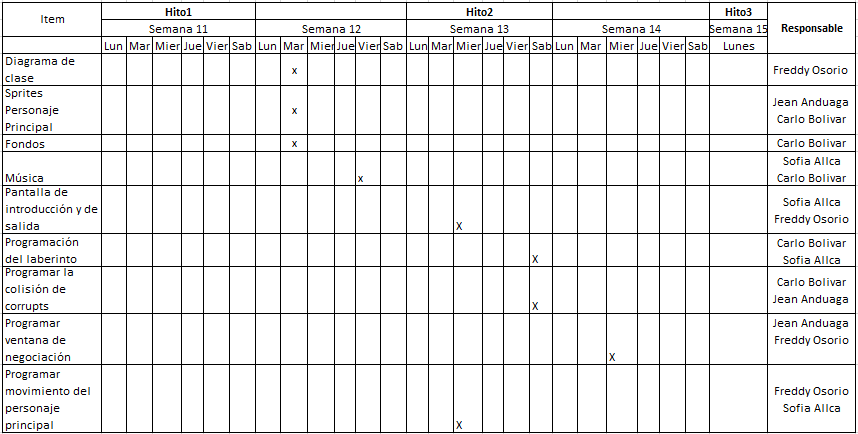 Item Hito1 Hito2 Hito3 Responsable
Semana 11 Semana 12 Semana 13 Semana 14 Semana 15
Lun Mar Mier Jue Vier Sab Lun Mar Mier Jue Vier Sab Lun Mar Mier Jue Vier Sab Lun Mar Mier Jue Vier Sab Lunes
Diagrama de
clase x Freddy Osorio
Sprites
Personaje
Principal x Jean Anduaga
Carlo Bolivar
Fondos x Carlo Bolivar
Música x Sofia Allca
Carlo Bolivar
Pantalla de
introducción y de
salida X Sofia Allca
Freddy Osorio
Programación
del laberinto X Carlo Bolivar
Sofia Allca
Programar la
colisión de
corrupts X Carlo Bolivar
Jean Anduaga
Programar
ventana de
negociación X Jean Anduaga
Freddy Osorio
Programar
movimiento del
personaje
principal X Freddy Osorio
Sofia Allca